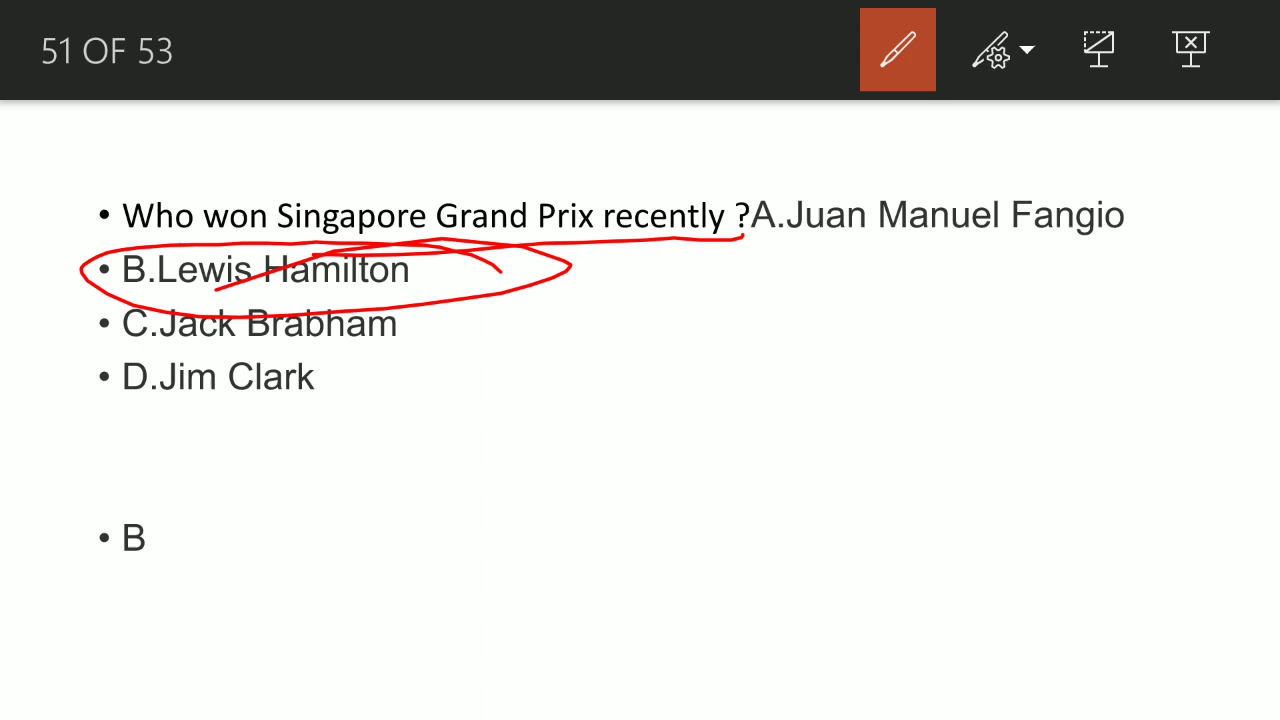 51 OF 53
• Who won Singapore Grand Prix recently ?A.Juan Manuel Fangio
• B.Lewis Hamilton
• C.Jack Brabham
• D.Jim Clark
• B